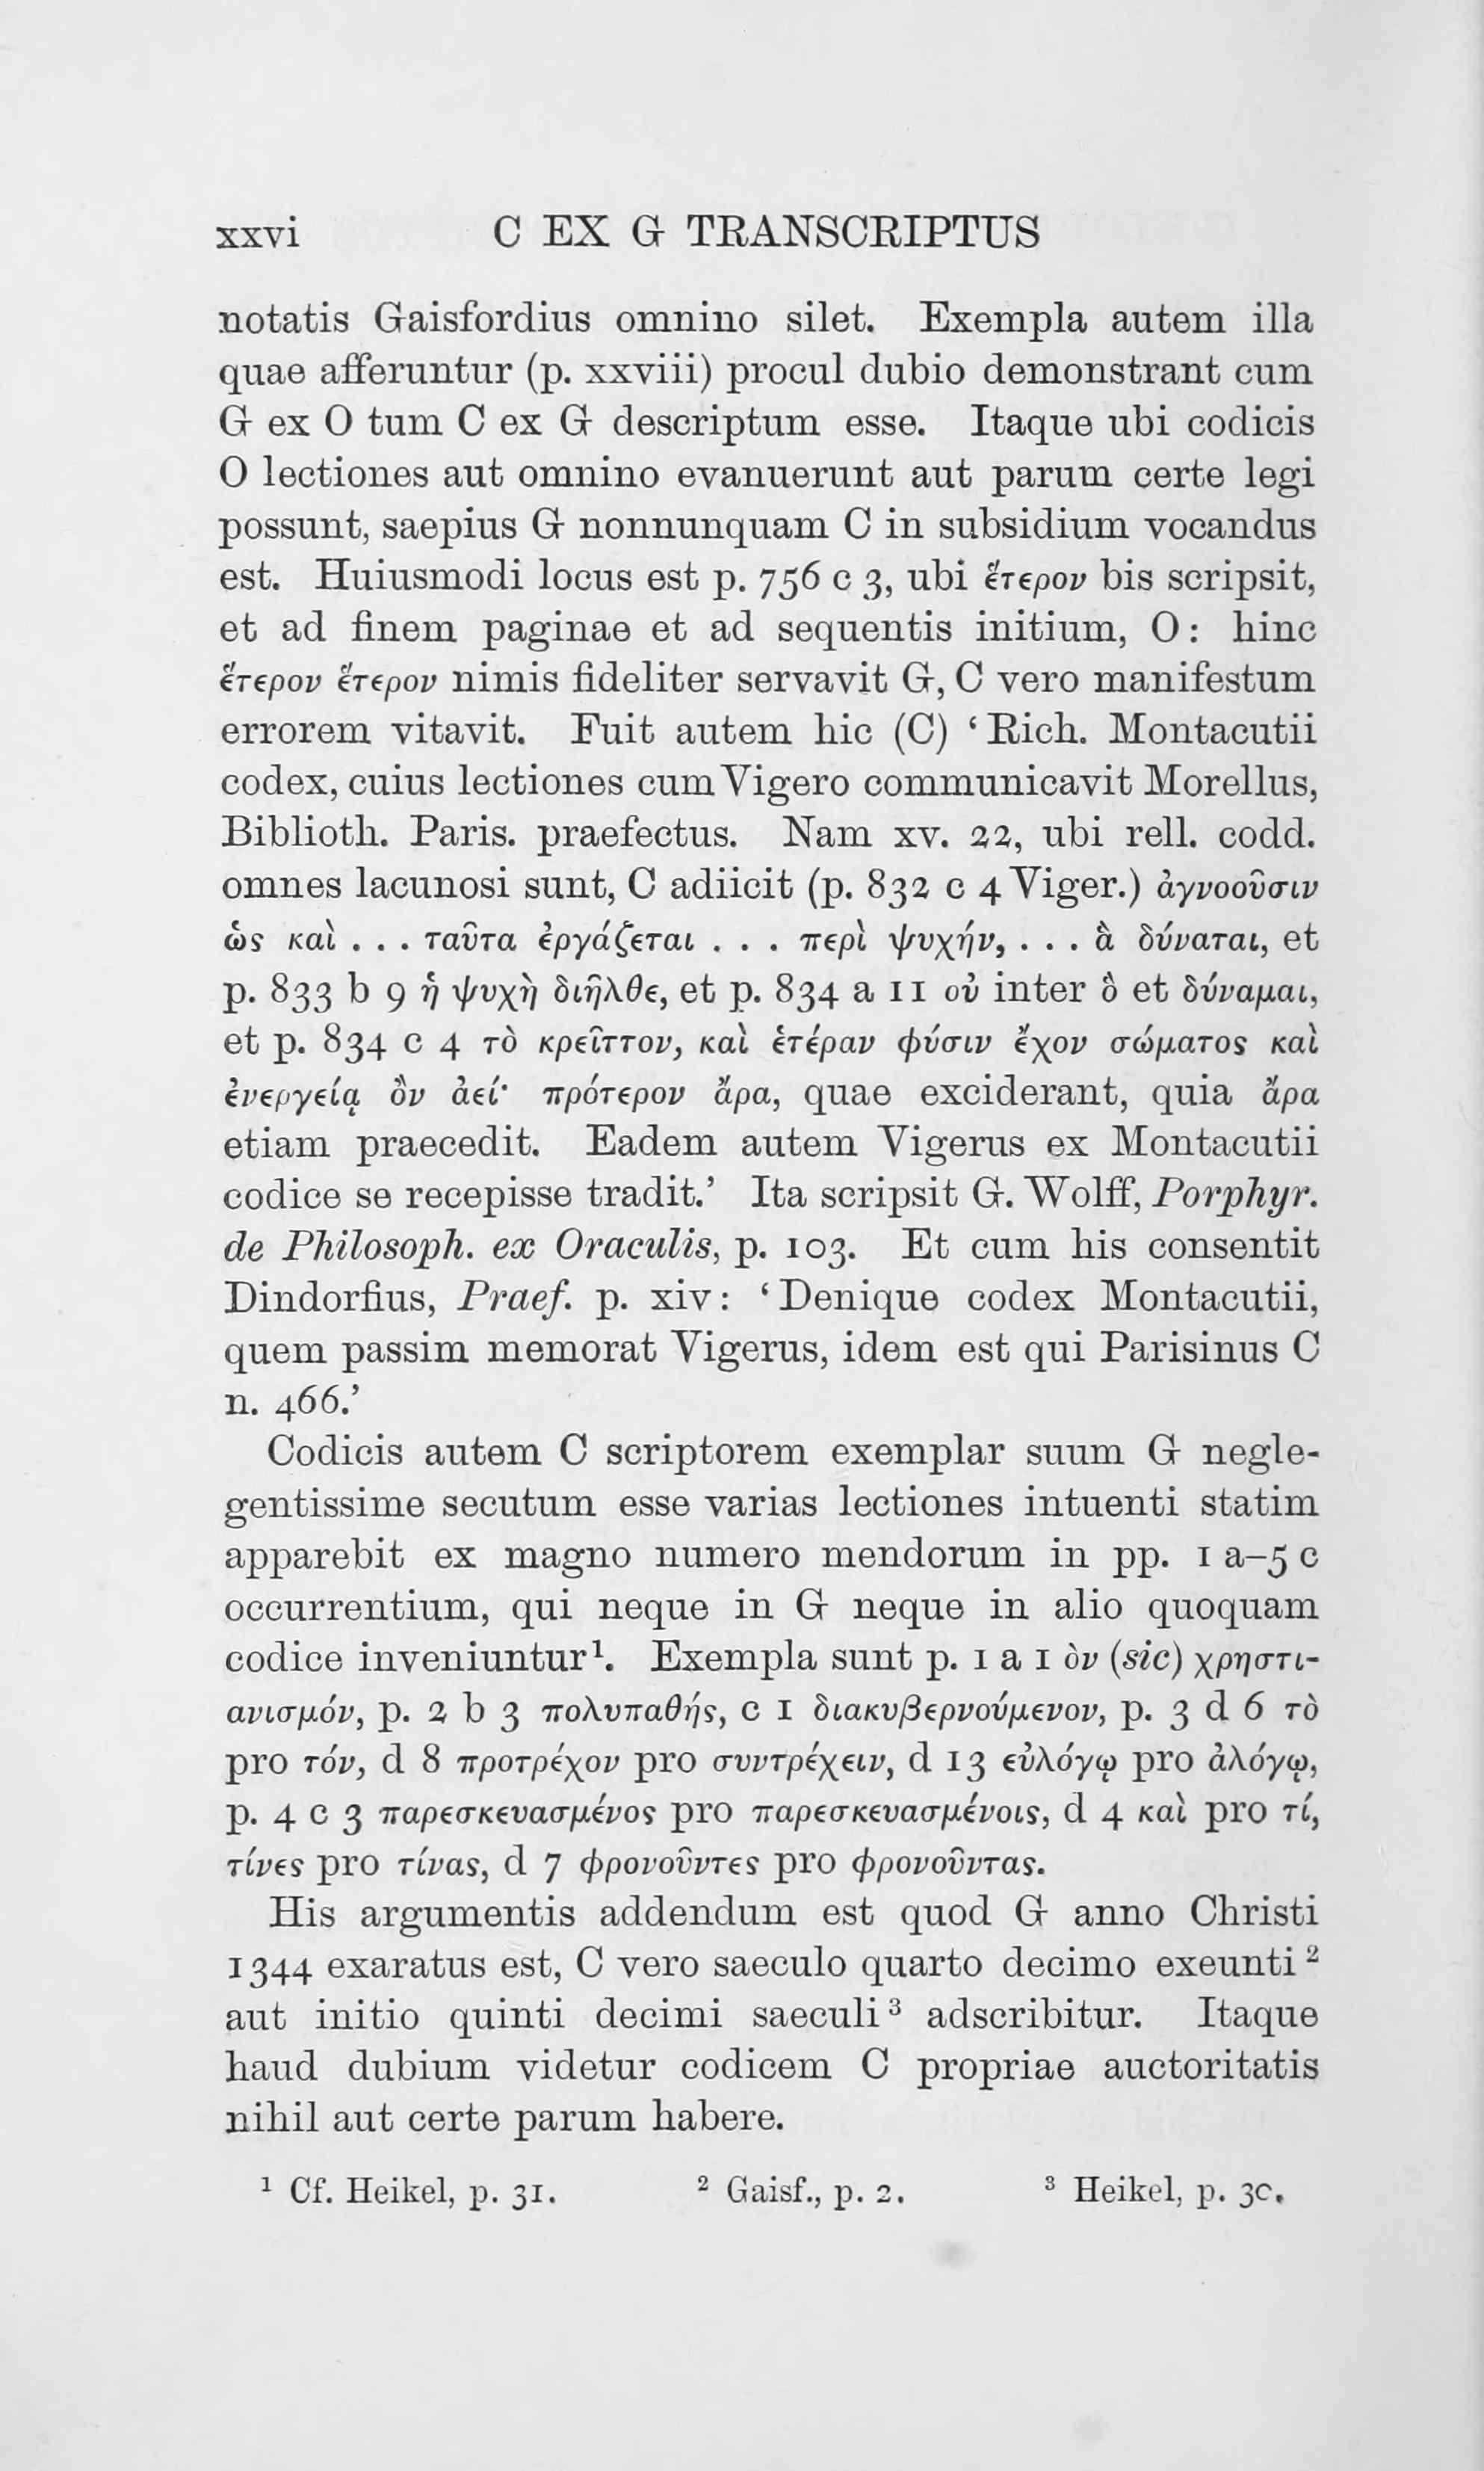 xxvi C EX G TRANSCRIPTUS
notatis Gaisfordius omnino silet. Exempla autem illa
quae afferuntur (p. xxviii) procul dubio demonstrant cum
G ex O tum C ex G descriptum esse. Itaque ubi codicis
O lectiones aut omnino evanuerunt aut parum certe legi
possunt, saepius G nonnunquam C in subsidium vocandus
est. Huiusmodi locus est p. 756 c 3, ubi ἕτερον bis scripsit,
et ad finem paginae et ad sequentis initium, O: hinc
ἕτερον ἕτερον nimis fideliter servavit G, C vero manifestum
errorem vitavit. Fuit autem hic (C) ‘Rich. Montacutii
codex, cuius lectiones cum Vigero communicavit Morellus,
Biblioth. Paris. praefectus. Nam xv. 22, ubi rell. codd.
omnes lacunosi sunt, C adiicit (p. 832 c 4 Viger.) ἀγνοοῦσιν
ὡς καὶ . . . ταῦτα ἐργάζεται . . . περὶ ψυχήν, . . . ἃ δύναται, et
p. 833 b 9 ἡ ψυχὴ διῆλθε, et p. 834 a 11 οὐ inter ὃ et δύναμαι,
et p. 834 c 4 τὸ κρεῖττον, καὶ ἑτέραν φύσιν ἔχον σώματος καὶ
ἐνεργείᾳ ὂν ἀεί· πρότερον ἄρα, quae exciderant, quia ἄρα
etiam praecedit. Eadem autem Vigerus ex Montacutii
codice se recepisse tradit.’ Ita scripsit G. Wolff, Porphyr.
de Philosoph. ex Oraculis, p. 103. Et cum his consentit
Dindorfius, Praef. p. xiv: ‘Denique codex Montacutii,
quem passim memorat Vigerus, idem est qui Parisinus C
n. 466.’
Codicis autem C scriptorem exemplar suum G negle-
gentissime secutum esse varias lectiones intuenti statim
apparebit ex magno numero mendorum in pp. 1 a–5 c
occurrentium, qui neque in G neque in alio quoquam
codice inveniuntur¹. Exempla sunt p. 1 a 1 ὀν (sic) χρηστι-
ανισμόν, p. 2 b 3 πολυπαθής, c 1 διακυβερνούμενον, p. 3 d 6 τὸ
pro τόν, d 8 προτρέχον pro συντρέχειν, d 13 εὐλόγῳ pro ἀλόγῳ,
p. 4 c 3 παρεσκευασμένος pro παρεσκευασμένοις, d 4 καὶ pro τί,
τίνες pro τίνας, d 7 φρονοῦντες pro φρονοῦντας.
His argumentis addendum est quod G anno Christi
1344 exaratus est, C vero saeculo quarto decimo exeunti²
aut initio quinti decimi saeculi³ adscribitur. Itaque
haud dubium videtur codicem C propriae auctoritatis
nihil aut certe parum habere.
¹ Cf. Heikel, p. 31. ² Gaisf., p. 2. ³ Heikel, p. 30.